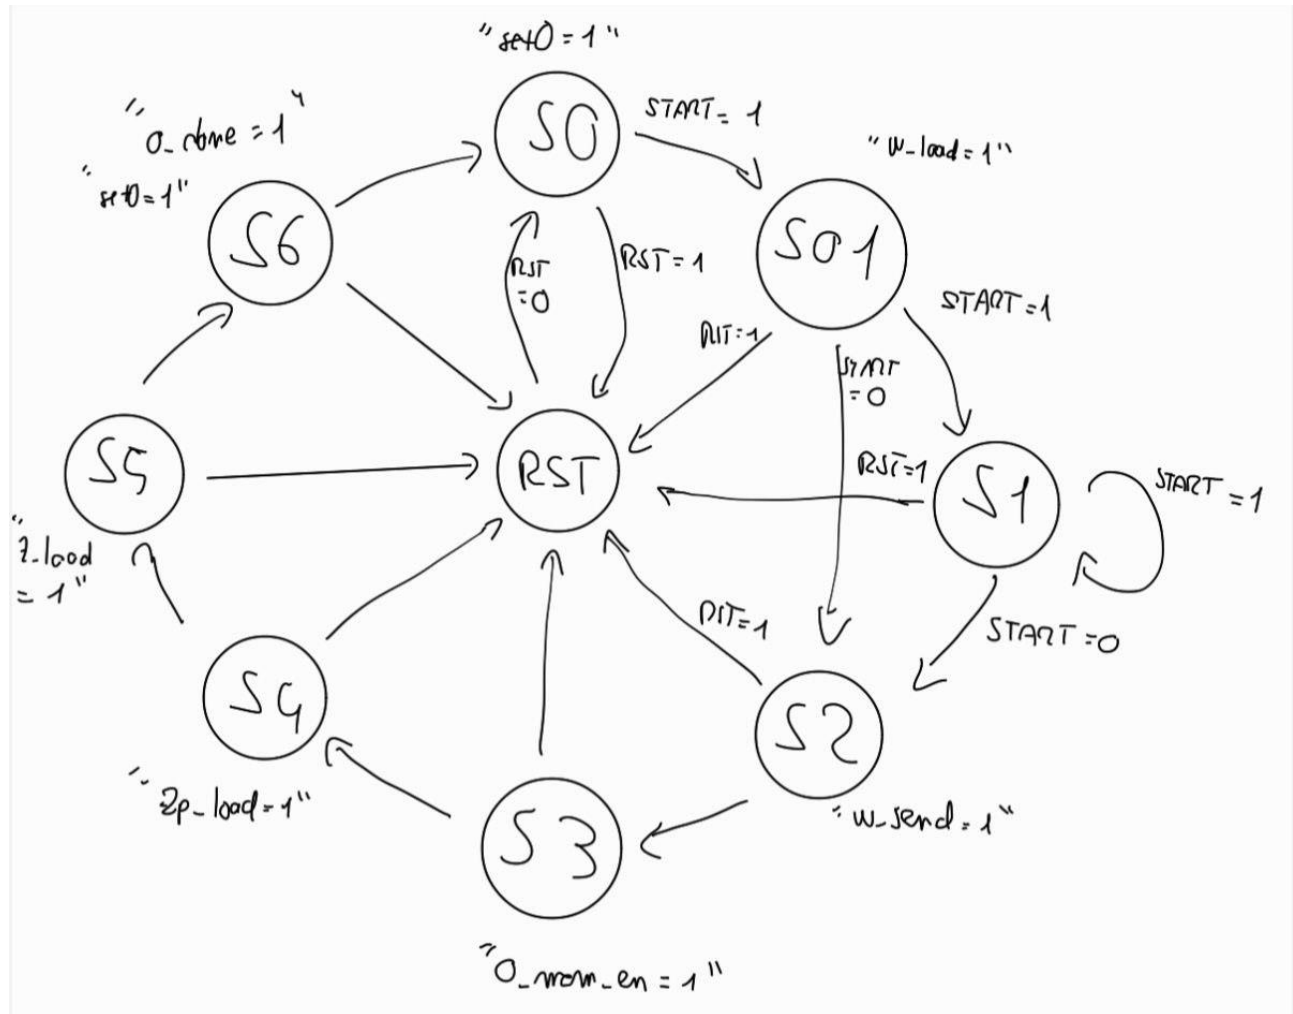 "set0 = 1"
"o_done = 1"
"set0 = 1"
S0
START = 1
"w_load = 1"
S6
S01
RST
= 0
RST = 1
START = 1
RST = 1
START
= 0
S5
RST
RST = 1
S1
START = 1
"z_load
= 1"
RST = 1
START = 0
S4
S2
"zp_load = 1"
"w_send = 1"
S3
"o_mem_en = 1"